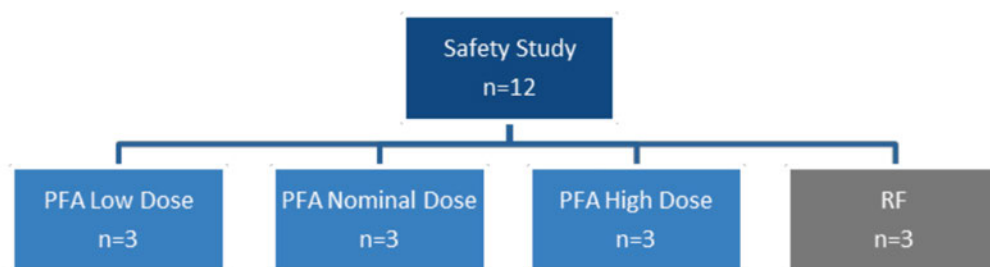 Safety Study
n=12
PFA Low Dose
n=3
PFA Nominal Dose
n=3
PFA High Dose
n=3
RF
n=3